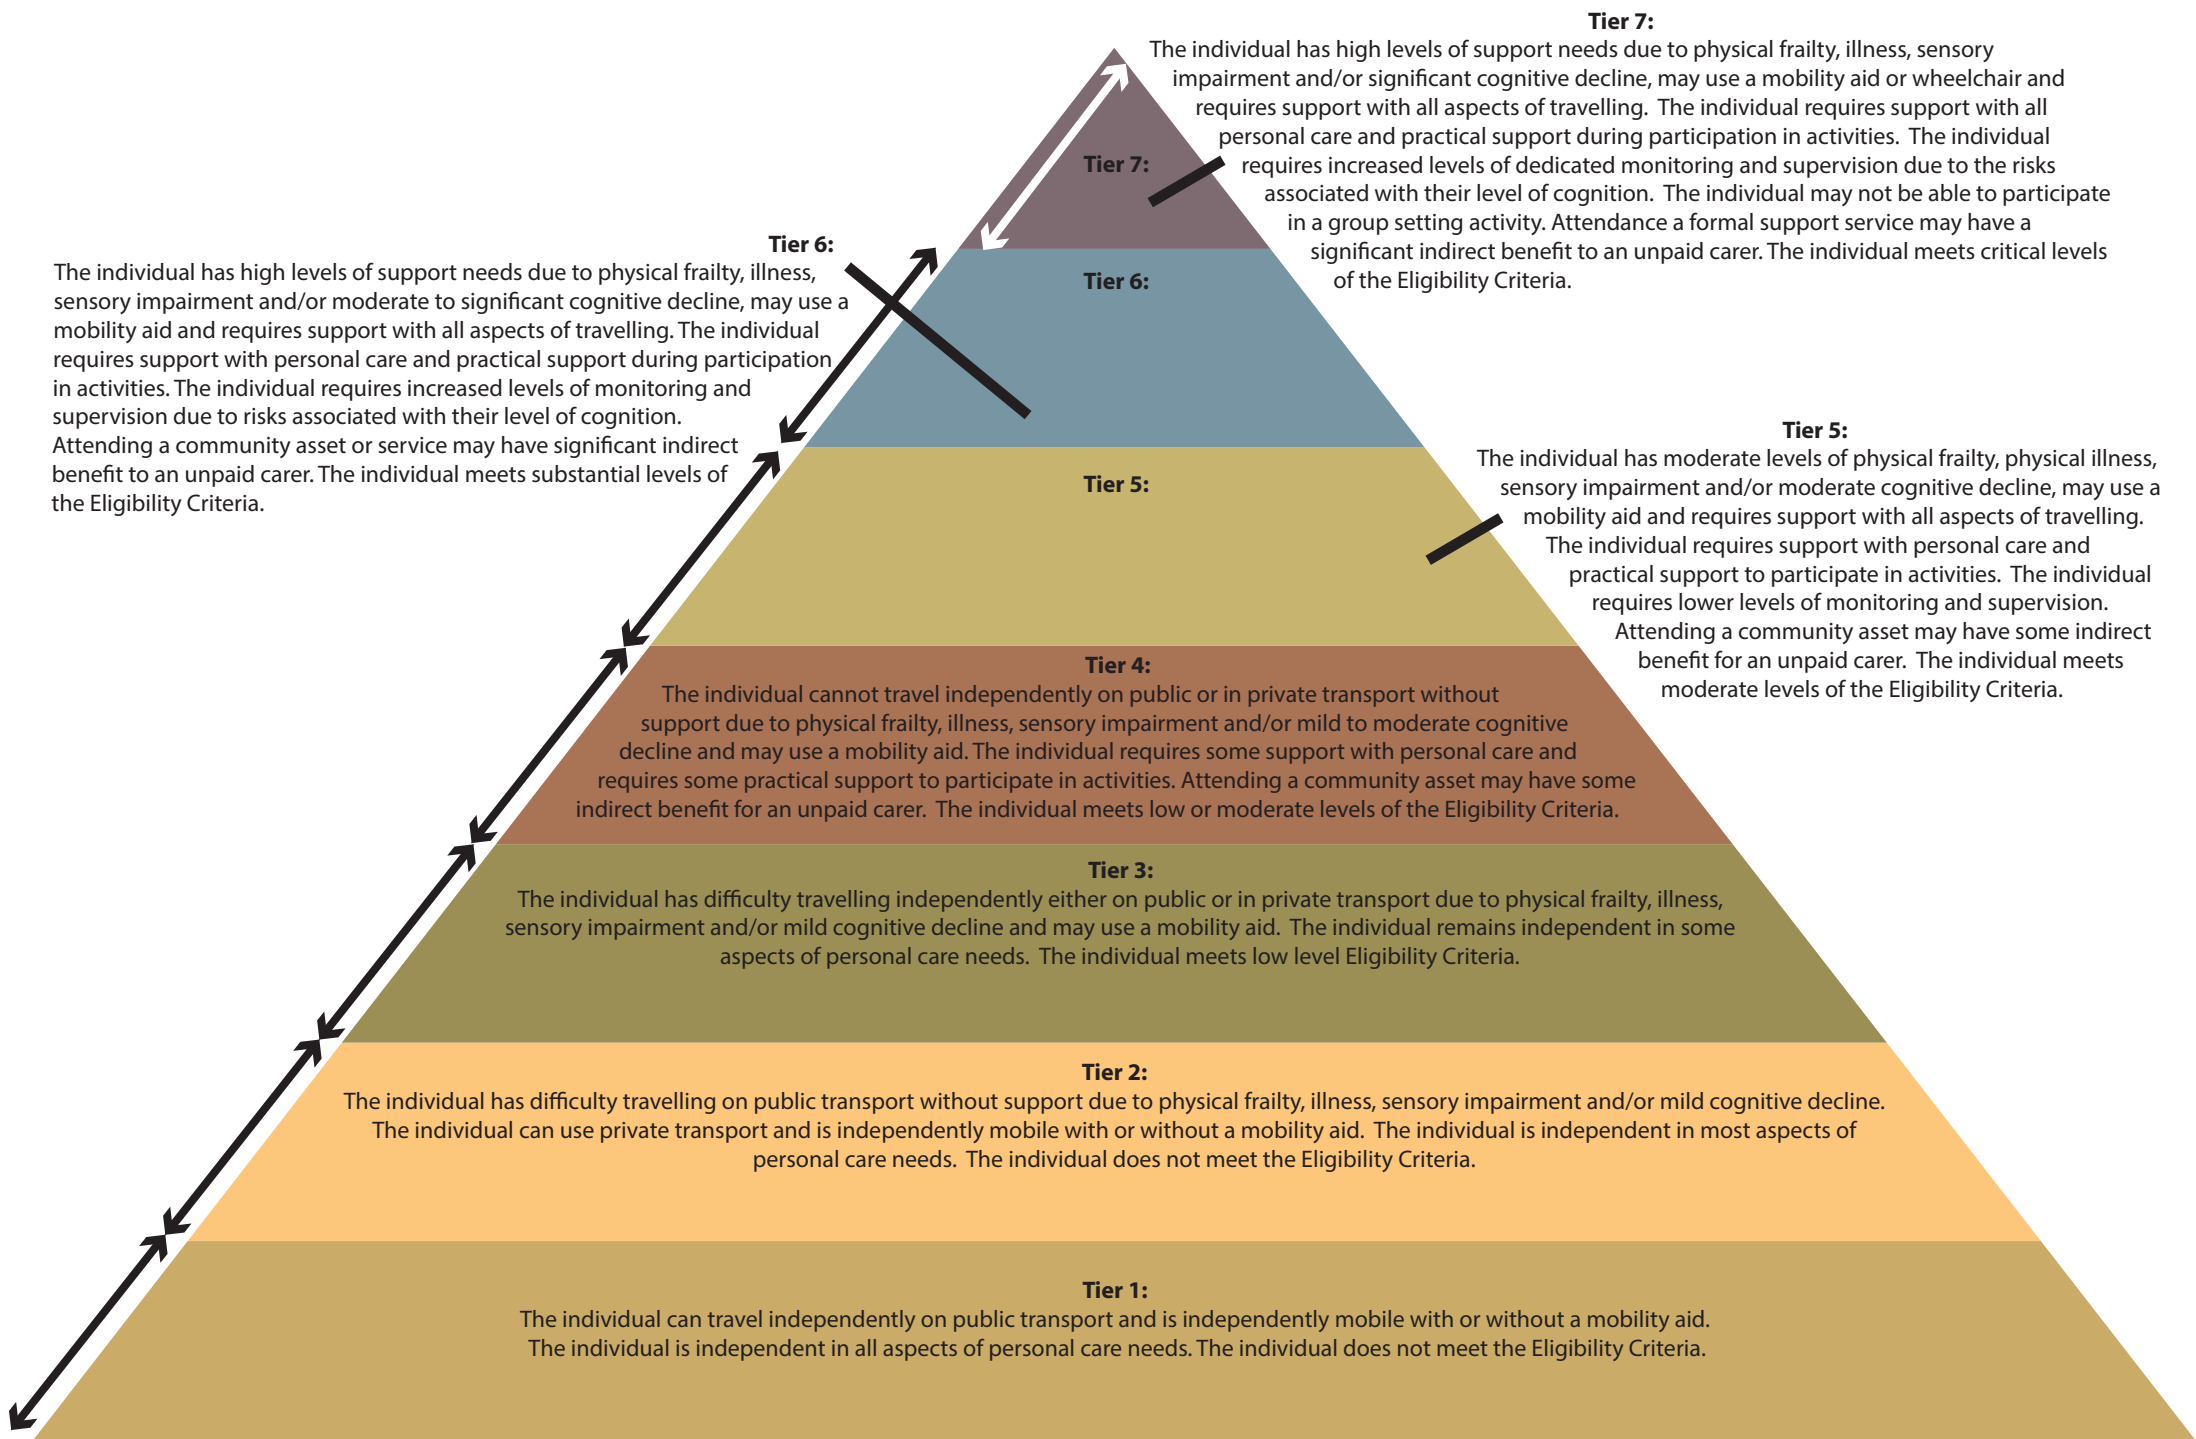 Tier 7:
The individual has high levels of support needs due to physical frailty, illness, sensory
impairment and/or significant cognitive decline, may use a mobility aid or wheelchair and
requires support with all aspects of travelling. The individual requires support with all
personal care and practical support during participation in activities. The individual
requires increased levels of dedicated monitoring and supervision due to the risks
associated with their level of cognition. The individual may not be able to participate
in a group setting activity. Attendance a formal support service may have a
significant indirect benefit to an unpaid carer. The individual meets critical levels
of the Eligibility Criteria.
Tier 7:
Tier 6:
The individual has high levels of support needs due to physical frailty, illness,
sensory impairment and/or moderate to significant cognitive decline, may use a
mobility aid and requires support with all aspects of travelling. The individual
requires support with personal care and practical support during participation
in activities. The individual requires increased levels of monitoring and
supervision due to risks associated with their level of cognition.
Attending a community asset or service may have significant indirect
benefit to an unpaid carer. The individual meets substantial levels of
the Eligibility Criteria.
Tier 6:
Tier 5:
The individual has moderate levels of physical frailty, physical illness,
sensory impairment and/or moderate cognitive decline, may use a
mobility aid and requires support with all aspects of travelling.
The individual requires support with personal care and
practical support to participate in activities. The individual
requires lower levels of monitoring and supervision.
Attending a community asset may have some indirect
benefit for an unpaid carer. The individual meets
moderate levels of the Eligibility Criteria.
Tier 5:
Tier 4:
The individual cannot travel independently on public or in private transport without
support due to physical frailty, illness, sensory impairment and/or mild to moderate cognitive
decline and may use a mobility aid. The individual requires some support with personal care and
requires some practical support to participate in activities. Attending a community asset may have some
indirect benefit for an unpaid carer. The individual meets low or moderate levels of the Eligibility Criteria.
Tier 3:
The individual has difficulty travelling independently either on public or in private transport due to physical frailty, illness,
sensory impairment and/or mild cognitive decline and may use a mobility aid. The individual remains independent in some
aspects of personal care needs. The individual meets low level Eligibility Criteria.
Tier 2:
The individual has difficulty travelling on public transport without support due to physical frailty, illness, sensory impairment and/or mild cognitive decline.
The individual can use private transport and is independently mobile with or without a mobility aid. The individual is independent in most aspects of
personal care needs. The individual does not meet the Eligibility Criteria.
Tier 1:
The individual can travel independently on public transport and is independently mobile with or without a mobility aid.
The individual is independent in all aspects of personal care needs. The individual does not meet the Eligibility Criteria.